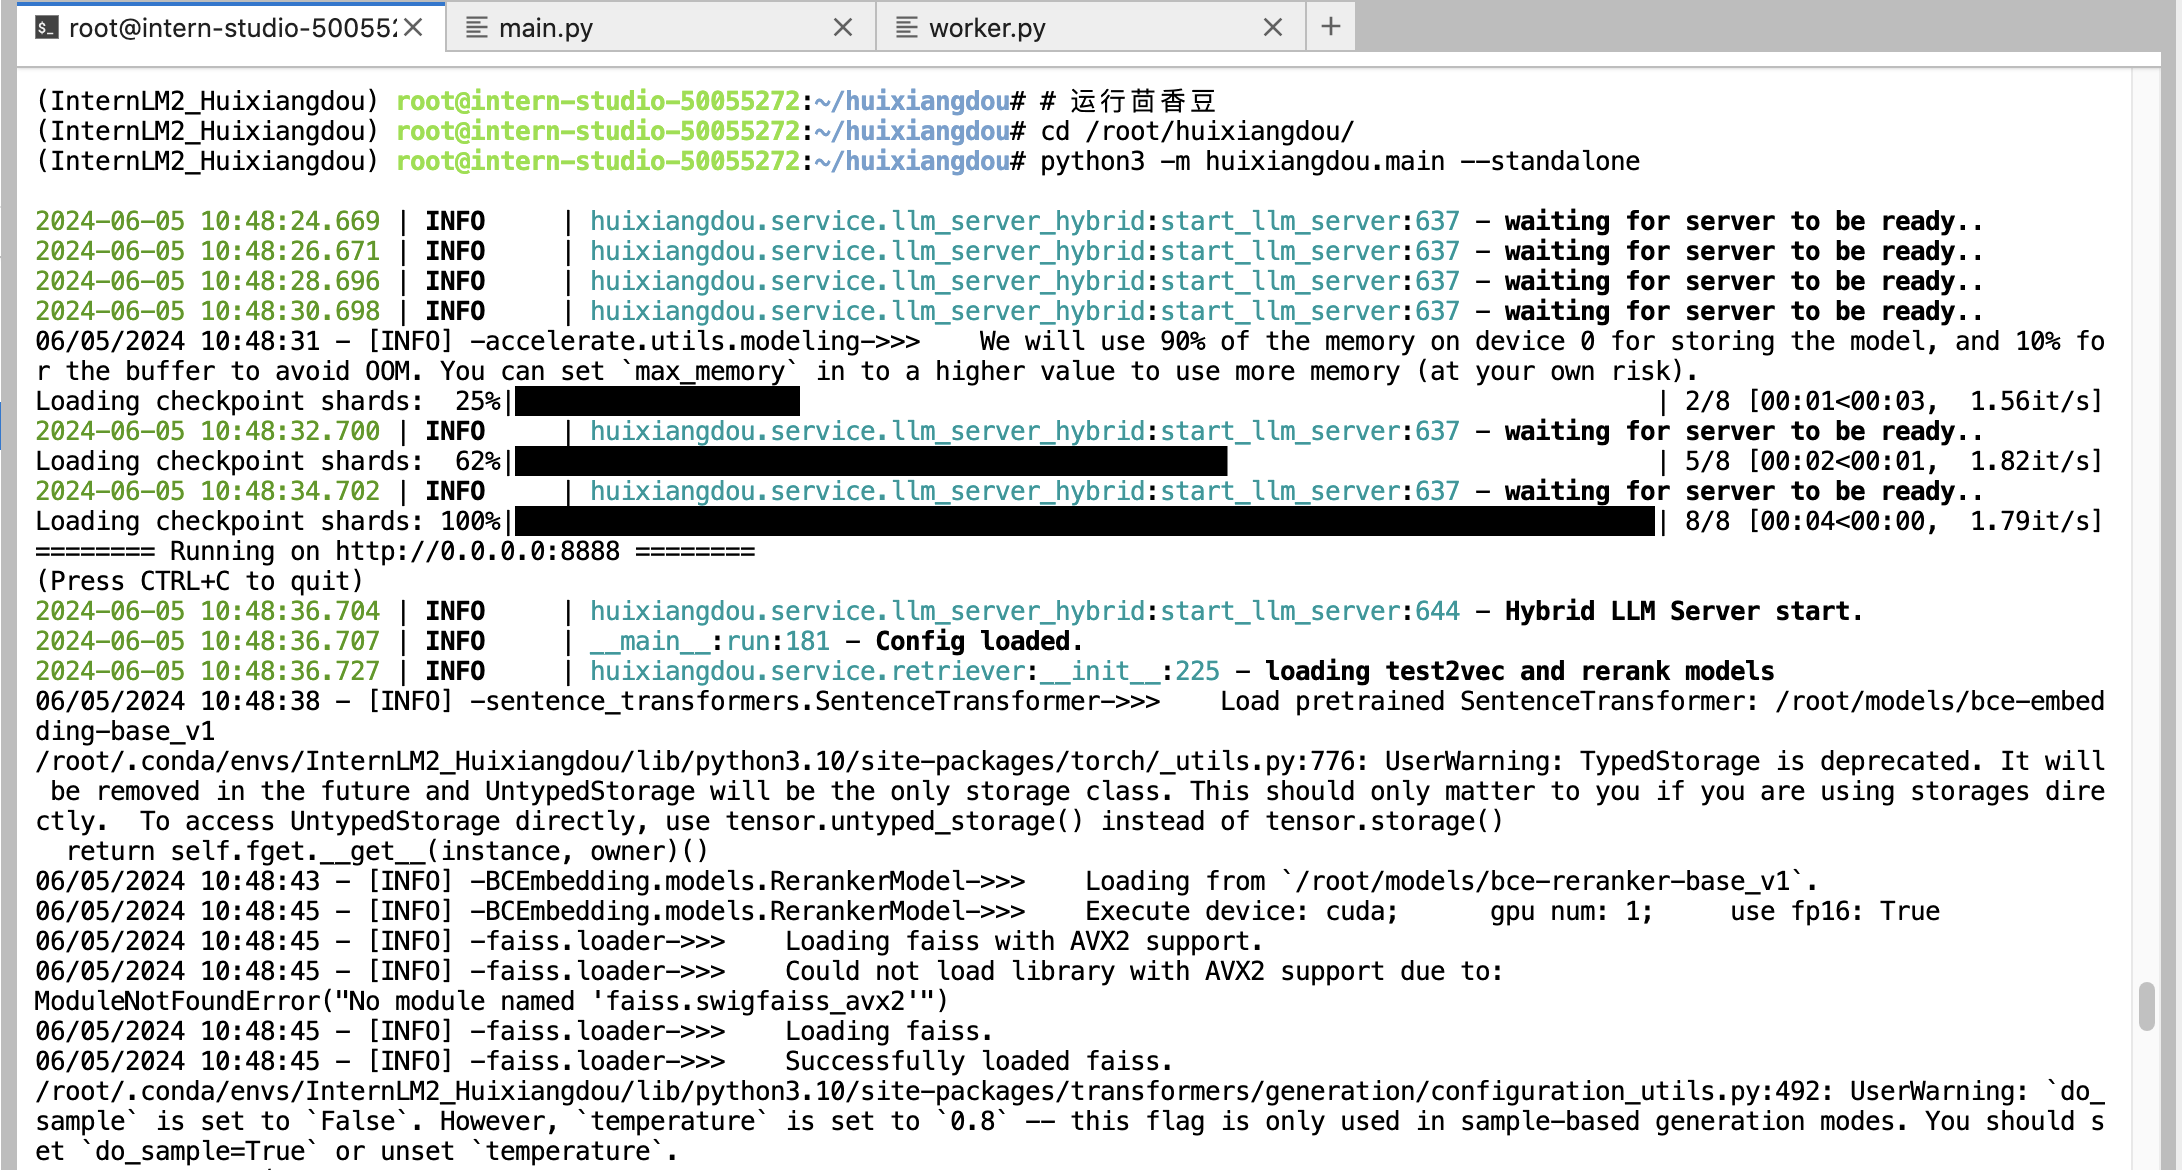 root@intern-studio-50055
main.py
worker.py
(InternLM2_Huixiangdou) root@intern-studio-50055272:~/huixiangdou# # 运行茴香豆
(InternLM2_Huixiangdou) root@intern-studio-50055272:~/huixiangdou# cd /root/huixiangdou/
(InternLM2_Huixiangdou) root@intern-studio-50055272:~/huixiangdou# python3 -m huixiangdou.main --standalone
2024-06-05 10:48:24.669 | INFO     | huixiangdou.service.llm_server_hybrid:start_llm_server:637 - waiting for server to be ready..
2024-06-05 10:48:26.671 | INFO     | huixiangdou.service.llm_server_hybrid:start_llm_server:637 - waiting for server to be ready..
2024-06-05 10:48:28.696 | INFO     | huixiangdou.service.llm_server_hybrid:start_llm_server:637 - waiting for server to be ready..
2024-06-05 10:48:30.698 | INFO     | huixiangdou.service.llm_server_hybrid:start_llm_server:637 - waiting for server to be ready..
06/05/2024 10:48:31 - [INFO] -accelerate.utils.modeling->>>    We will use 90% of the memory on device 0 for storing the model, and 10% fo
r the buffer to avoid OOM. You can set `max_memory` in to a higher value to use more memory (at your own risk).
Loading checkpoint shards:  25%| | 2/8 [00:01<00:03,  1.56it/s]
2024-06-05 10:48:32.700 | INFO     | huixiangdou.service.llm_server_hybrid:start_llm_server:637 - waiting for server to be ready..
Loading checkpoint shards:  62%| | 5/8 [00:02<00:01,  1.82it/s]
2024-06-05 10:48:34.702 | INFO     | huixiangdou.service.llm_server_hybrid:start_llm_server:637 - waiting for server to be ready..
Loading checkpoint shards: 100%| | 8/8 [00:04<00:00,  1.79it/s]
======== Running on http://0.0.0.0:8888 ========
(Press CTRL+C to quit)
2024-06-05 10:48:36.704 | INFO     | huixiangdou.service.llm_server_hybrid:start_llm_server:644 - Hybrid LLM Server start.
2024-06-05 10:48:36.707 | INFO     | __main__:run:181 - Config loaded.
2024-06-05 10:48:36.727 | INFO     | huixiangdou.service.retriever:__init__:225 - loading test2vec and rerank models
06/05/2024 10:48:38 - [INFO] -sentence_transformers.SentenceTransformer->>>    Load pretrained SentenceTransformer: /root/models/bce-embed
ding-base_v1
/root/.conda/envs/InternLM2_Huixiangdou/lib/python3.10/site-packages/torch/_utils.py:776: UserWarning: TypedStorage is deprecated. It will
 be removed in the future and UntypedStorage will be the only storage class. This should only matter to you if you are using storages dire
ctly.  To access UntypedStorage directly, use tensor.untyped_storage() instead of tensor.storage()
  return self.fget.__get__(instance, owner)()
06/05/2024 10:48:43 - [INFO] -BCEmbedding.models.RerankerModel->>>    Loading from `/root/models/bce-reranker-base_v1`.
06/05/2024 10:48:45 - [INFO] -BCEmbedding.models.RerankerModel->>>    Execute device: cuda;      gpu num: 1;     use fp16: True
06/05/2024 10:48:45 - [INFO] -faiss.loader->>>    Loading faiss with AVX2 support.
06/05/2024 10:48:45 - [INFO] -faiss.loader->>>    Could not load library with AVX2 support due to:
ModuleNotFoundError("No module named 'faiss.swigfaiss_avx2'")
06/05/2024 10:48:45 - [INFO] -faiss.loader->>>    Loading faiss.
06/05/2024 10:48:45 - [INFO] -faiss.loader->>>    Successfully loaded faiss.
/root/.conda/envs/InternLM2_Huixiangdou/lib/python3.10/site-packages/transformers/generation/configuration_utils.py:492: UserWarning: `do_
sample` is set to `False`. However, `temperature` is set to `0.8` -- this flag is only used in sample-based generation modes. You should s
et `do_sample=True` or unset `temperature`.